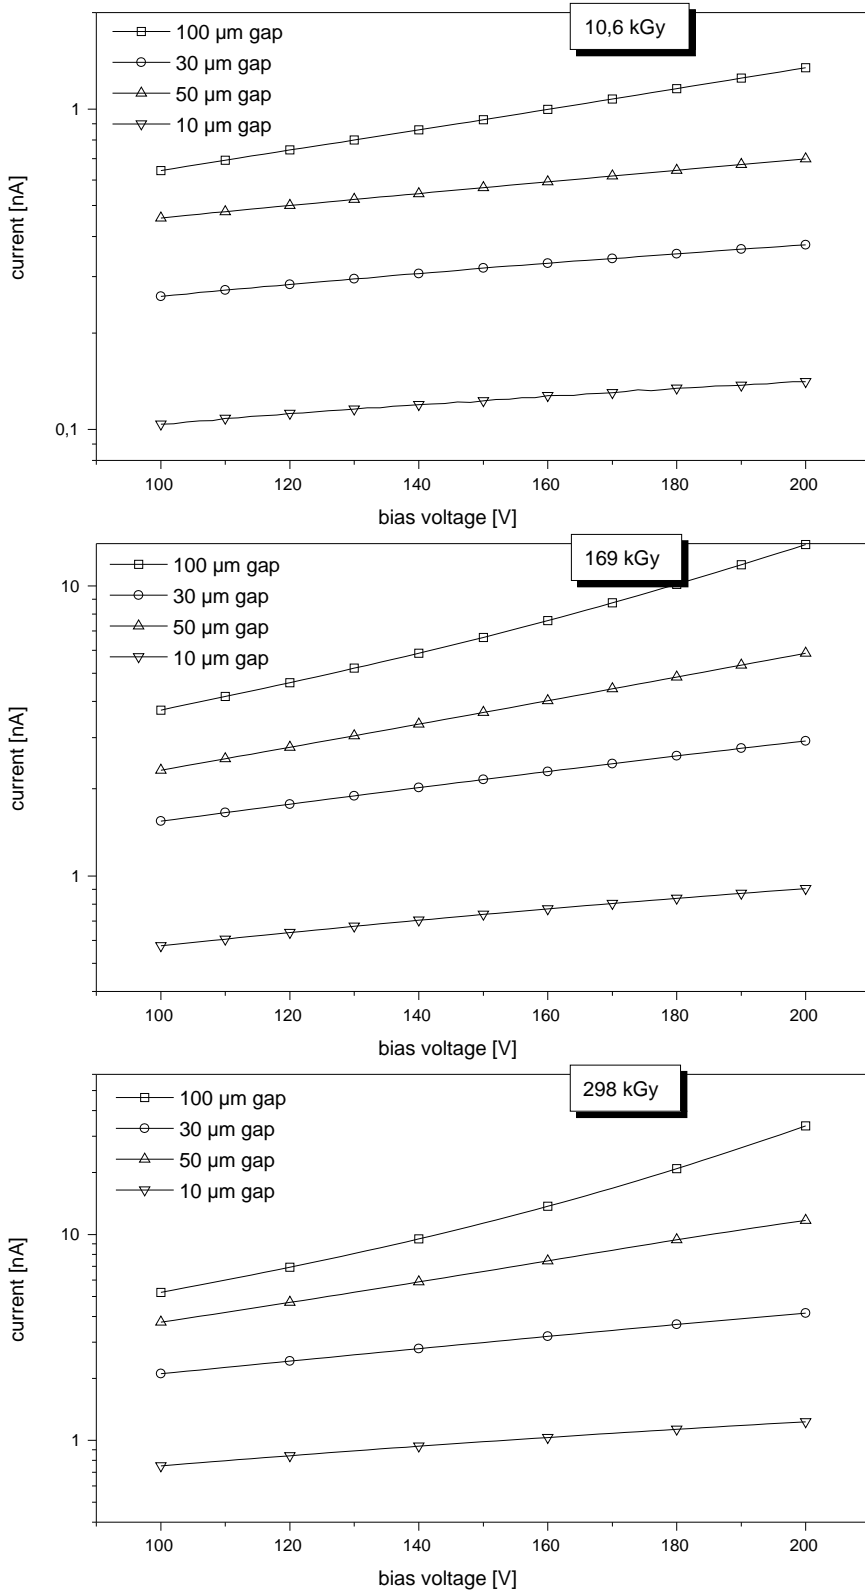 10,6 kGy
100 µm gap
30 µm gap
50 µm gap
10 µm gap
1
0,1
current [nA]
100 120 140 160 180 200
bias voltage [V]
169 kGy
100 µm gap
30 µm gap
50 µm gap
10 µm gap
10
1
current [nA]
100 120 140 160 180 200
bias voltage [V]
298 kGy
100 µm gap
30 µm gap
50 µm gap
10 µm gap
10
1
current [nA]
100 120 140 160 180 200
bias voltage [V]